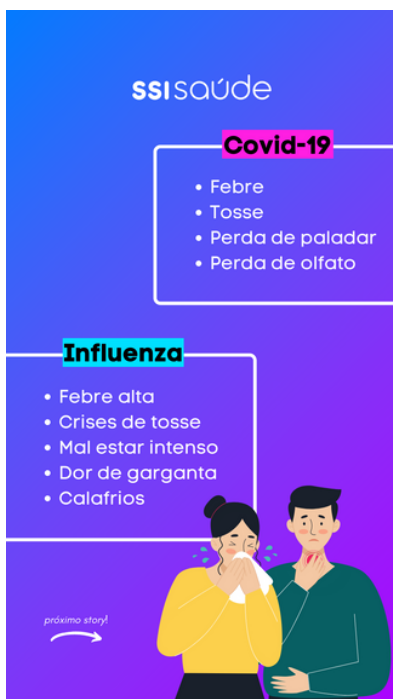 ssisaúde
Covid-19
• Febre
• Tosse
• Perda de paladar
• Perda de olfato
Influenza
• Febre alta
• Crises de tosse
• Mal estar intenso
• Dor de garganta
• Calafrios
próximo story!